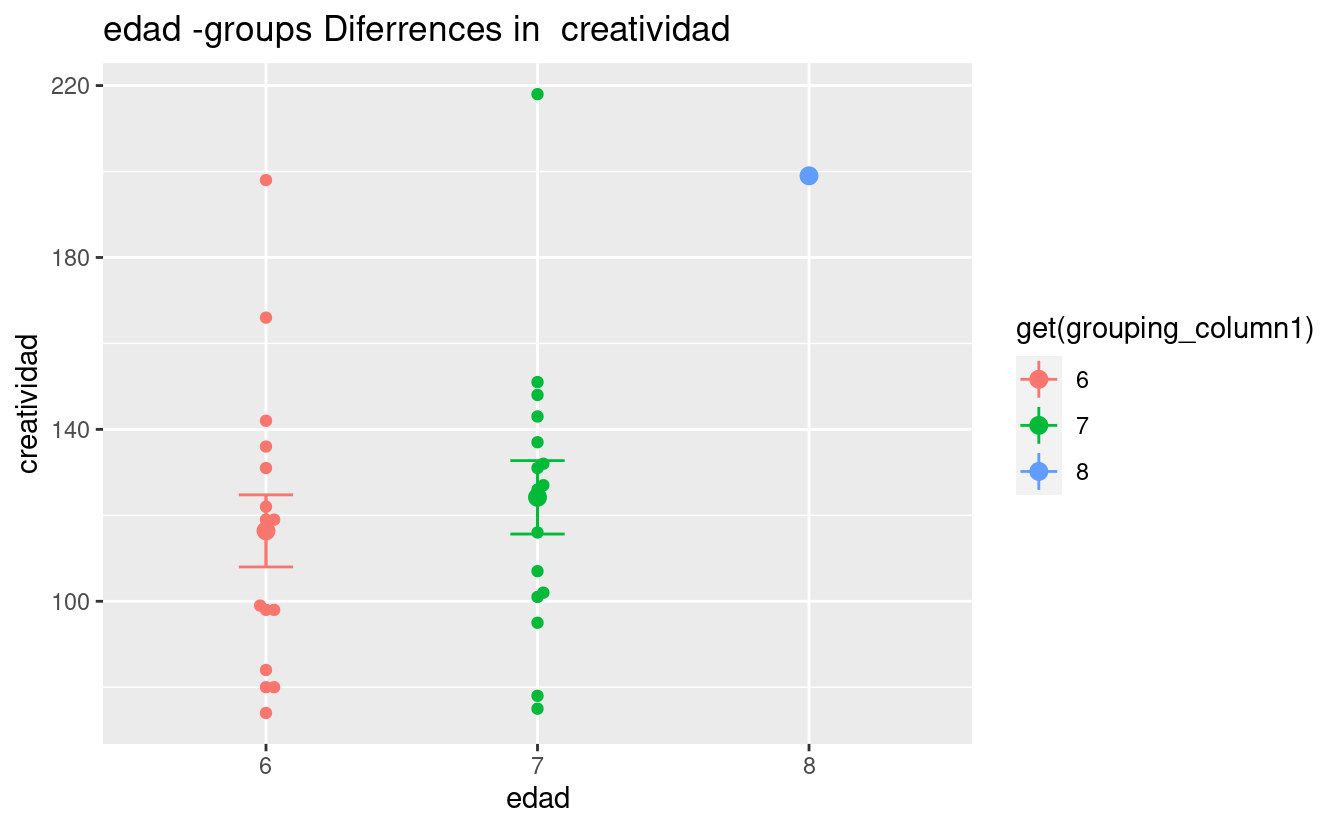 edad -groups Diferrences in  creatividad
220
180
140
100
creatividad
6
7
8
edad
get(grouping_column1)
6
7
8